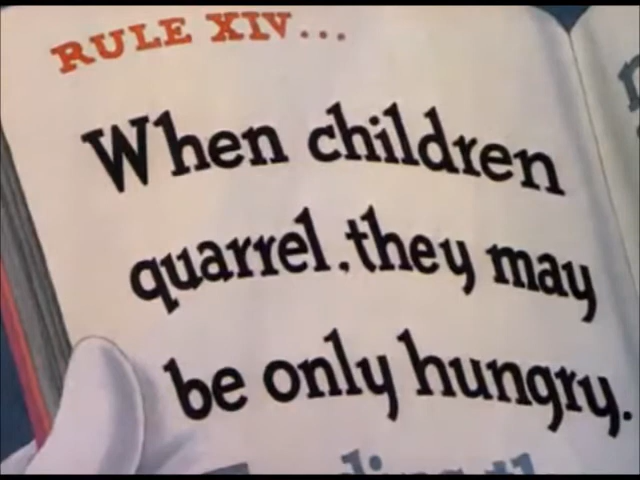 RULE XIV...
When children
quarrel, they may
be only hungry.